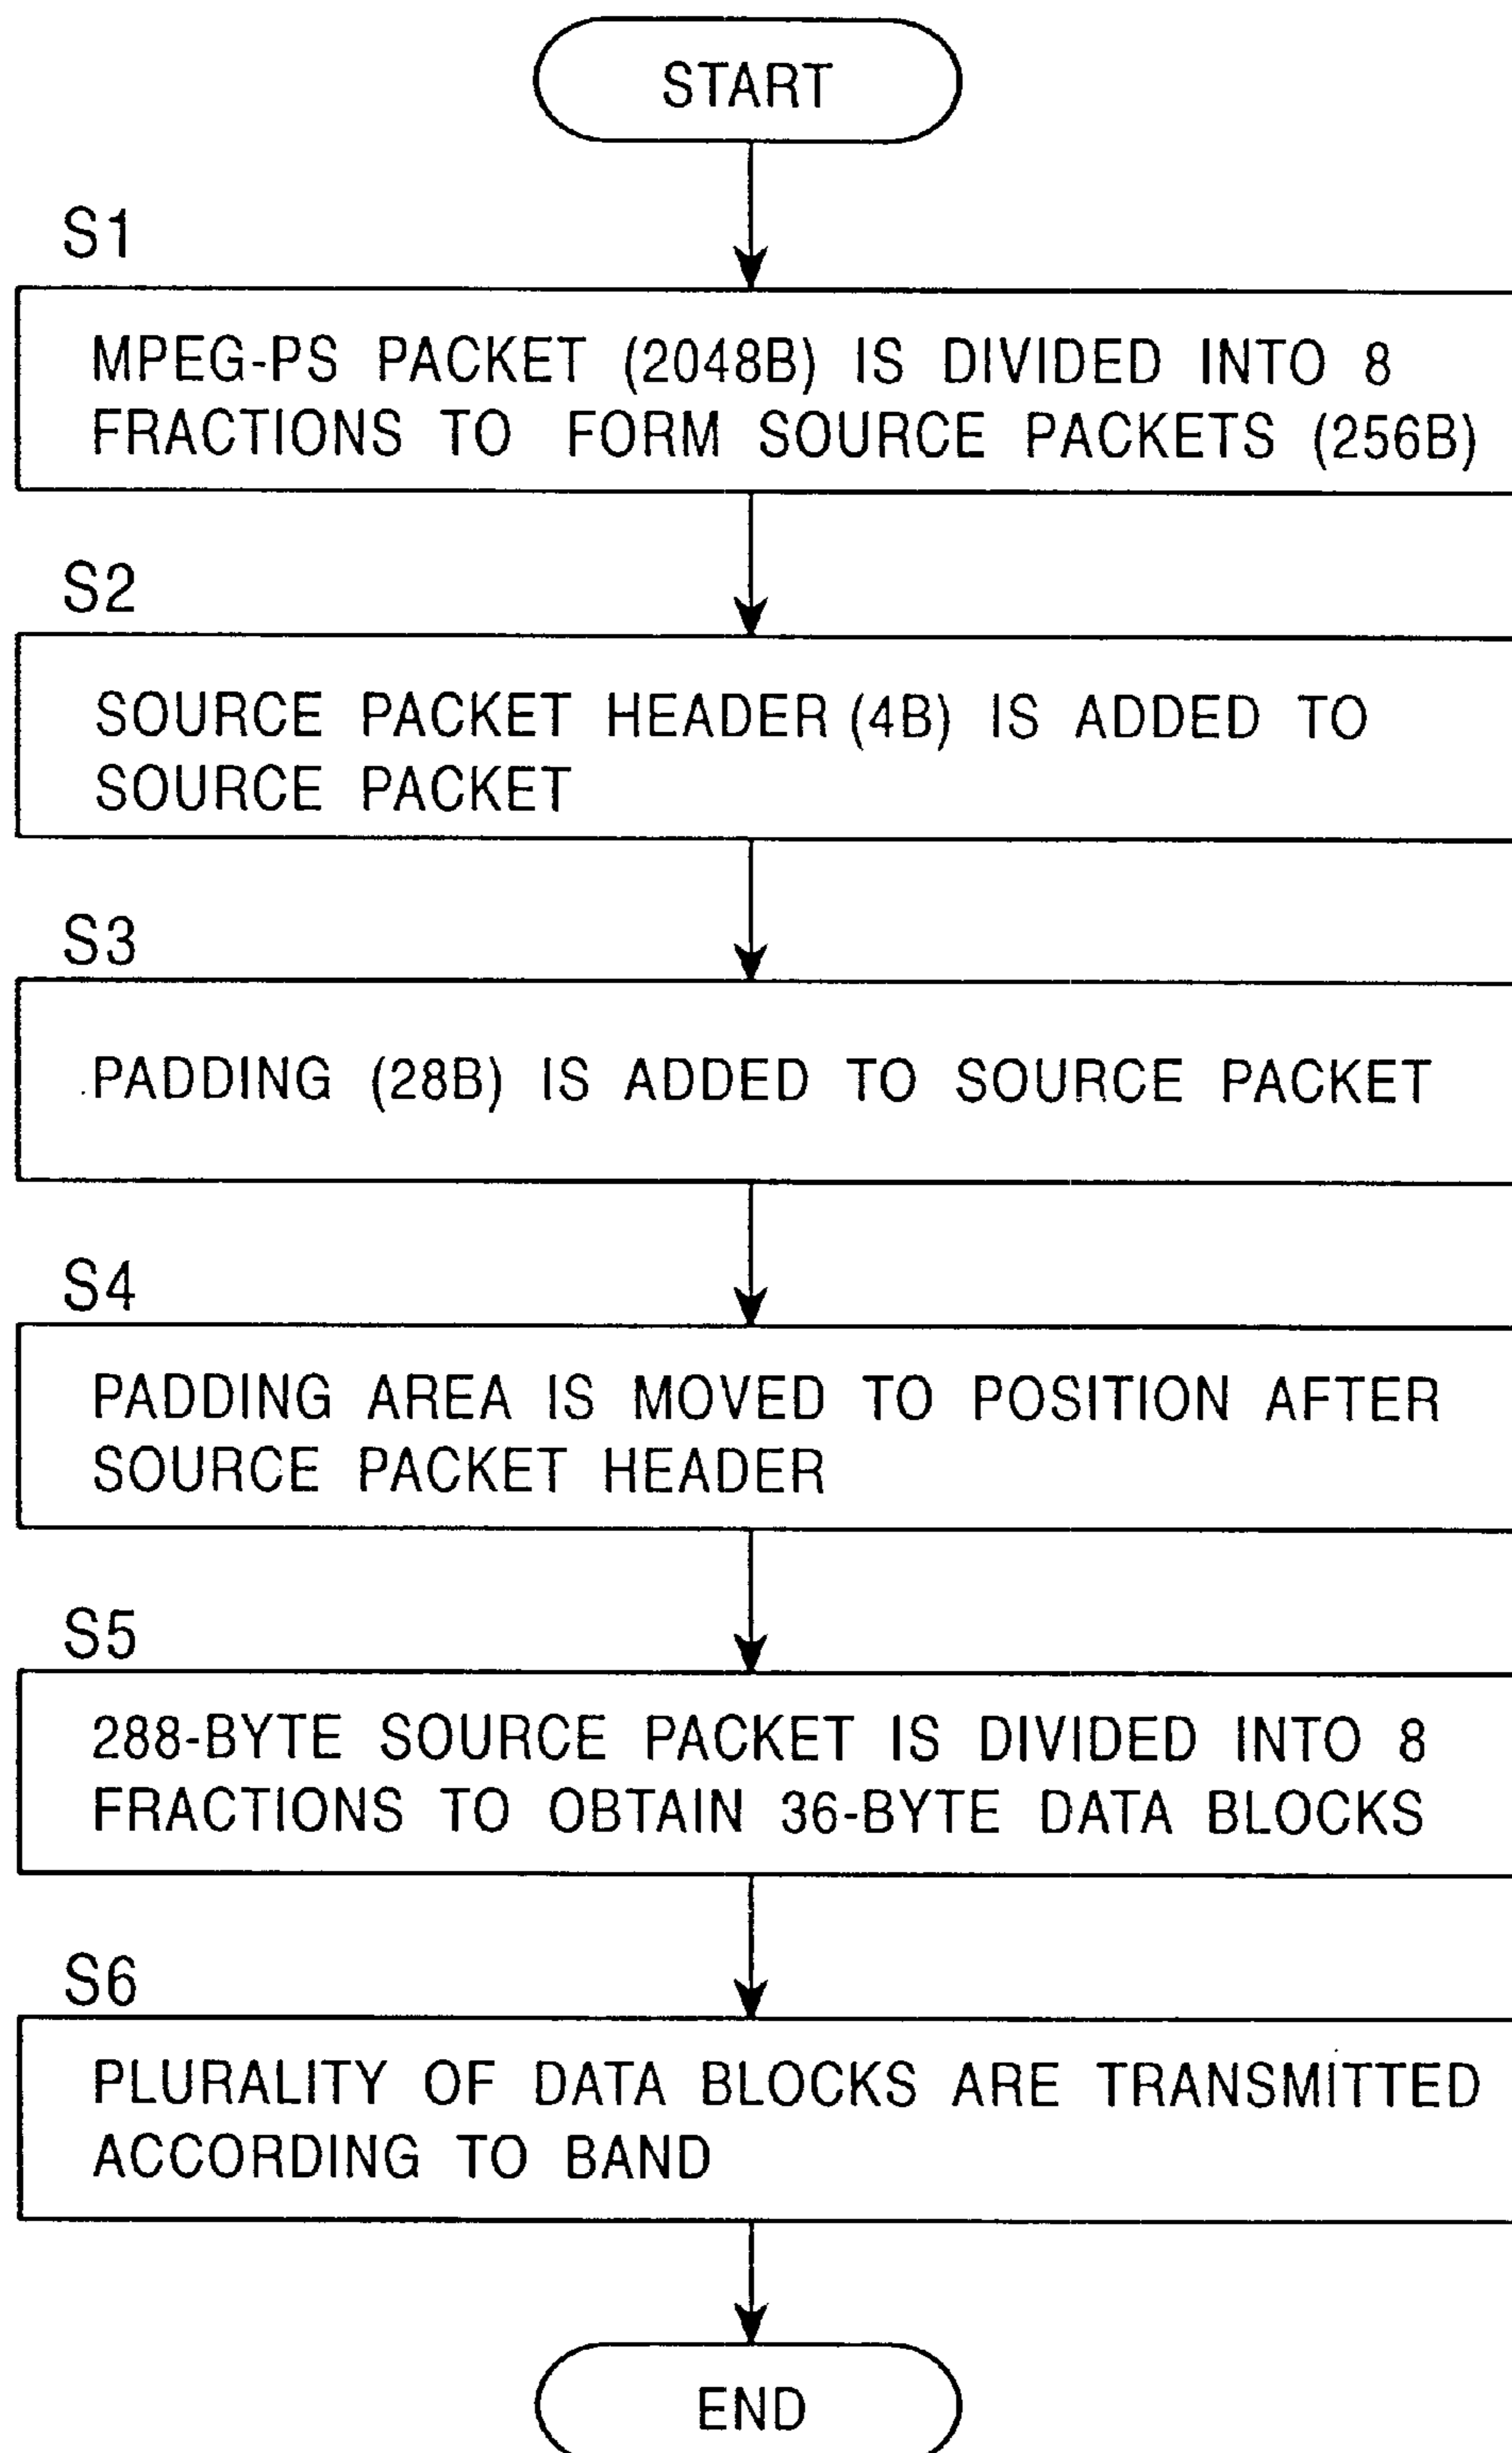 START
S1
MPEG-PS PACKET (2048B) IS DIVIDED INTO 8
FRACTIONS TO FORM SOURCE PACKETS (256B)
S2
SOURCE PACKET HEADER (4B) IS ADDED TO
SOURCE PACKET
S3
PADDING (28B) IS ADDED TO SOURCE PACKET
S4
PADDING AREA IS MOVED TO POSITION AFTER
SOURCE PACKET HEADER
S5
288-BYTE SOURCE PACKET IS DIVIDED INTO 8
FRACTIONS TO OBTAIN 36-BYTE DATA BLOCKS
S6
PLURALITY OF DATA BLOCKS ARE TRANSMITTED
ACCORDING TO BAND
END